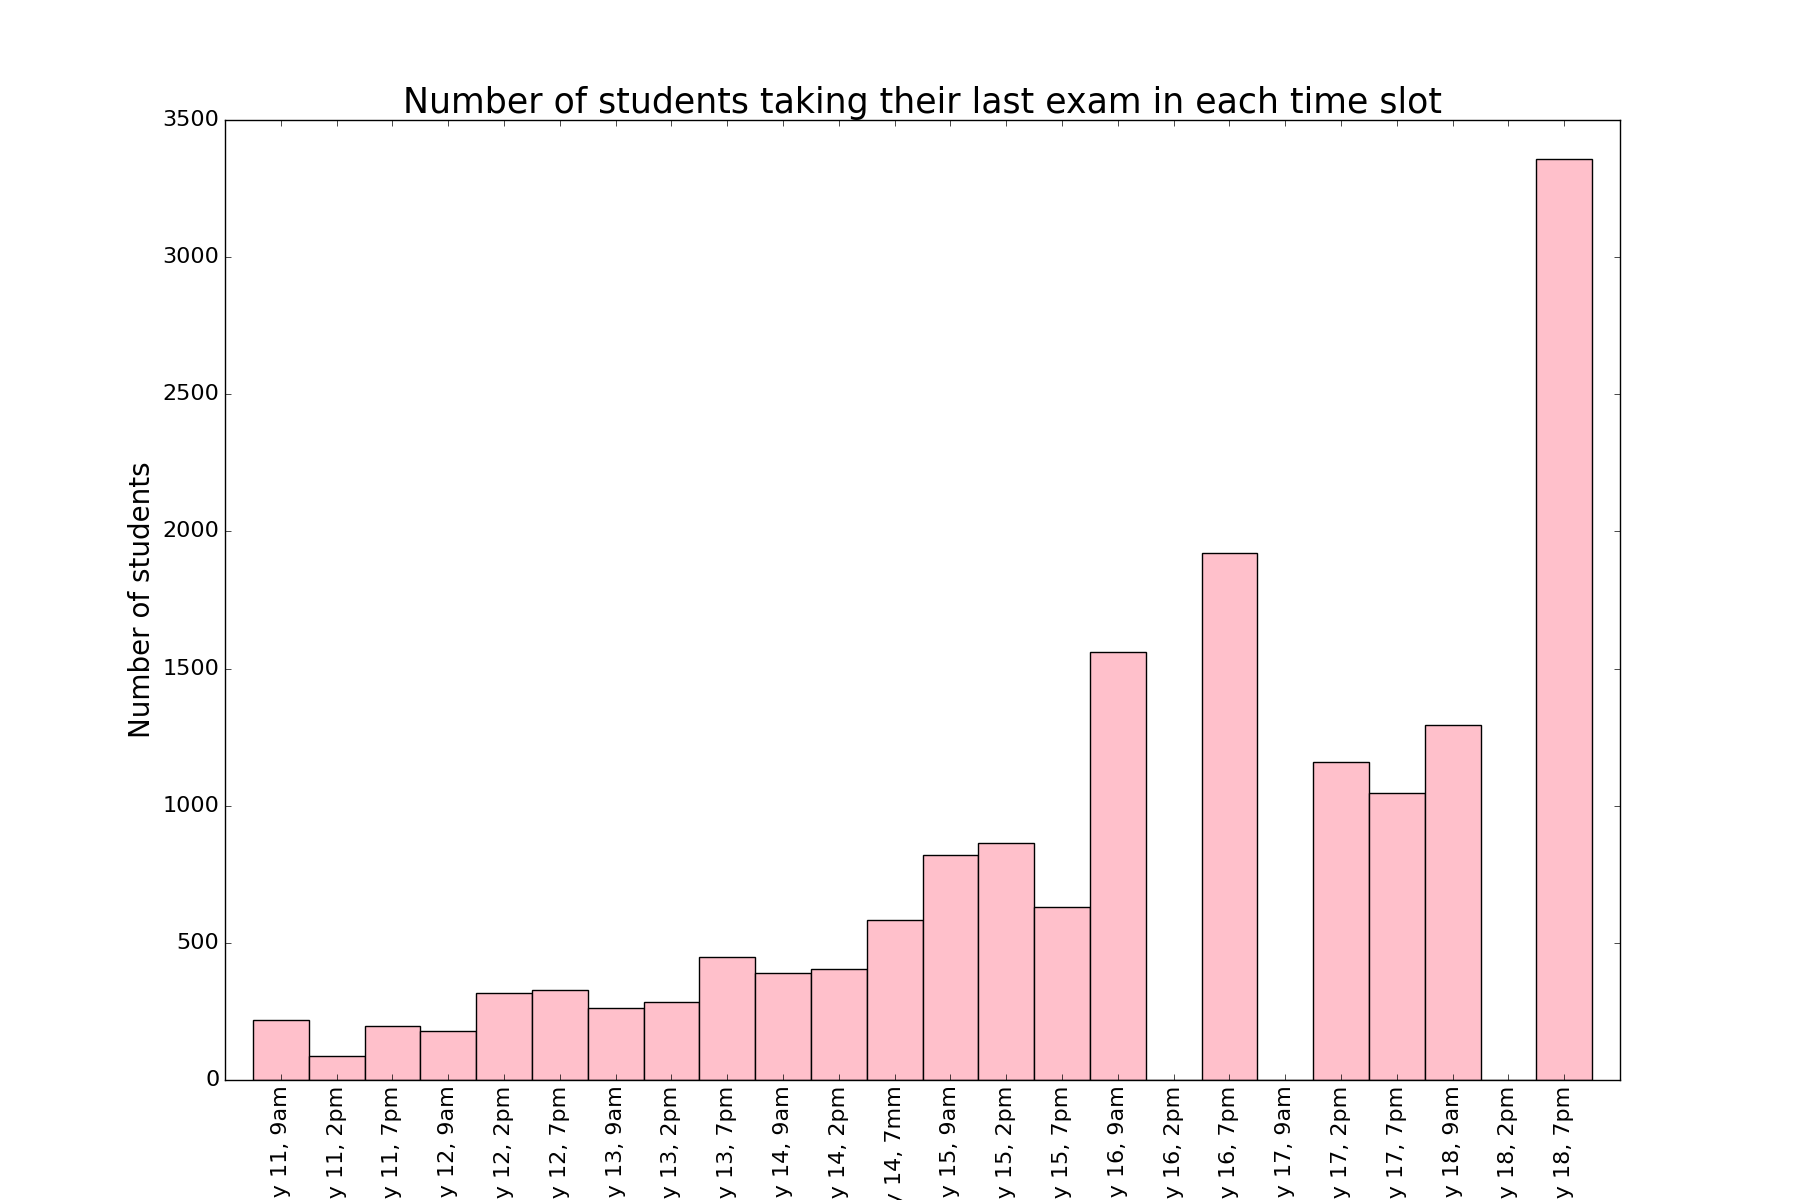 Number of students taking their last exam in each time slot
Number of students
3500
3000
2500
2000
1500
1000
500
0
y 11, 9am
y 11, 2pm
y 11, 7pm
y 12, 9am
y 12, 2pm
y 12, 7pm
y 13, 9am
y 13, 2pm
y 13, 7pm
y 14, 9am
y 14, 2pm
y 14, 7mm
y 15, 9am
y 15, 2pm
y 15, 7pm
y 16, 9am
y 16, 2pm
y 16, 7pm
y 17, 9am
y 17, 2pm
y 17, 7pm
y 18, 9am
y 18, 2pm
y 18, 7pm